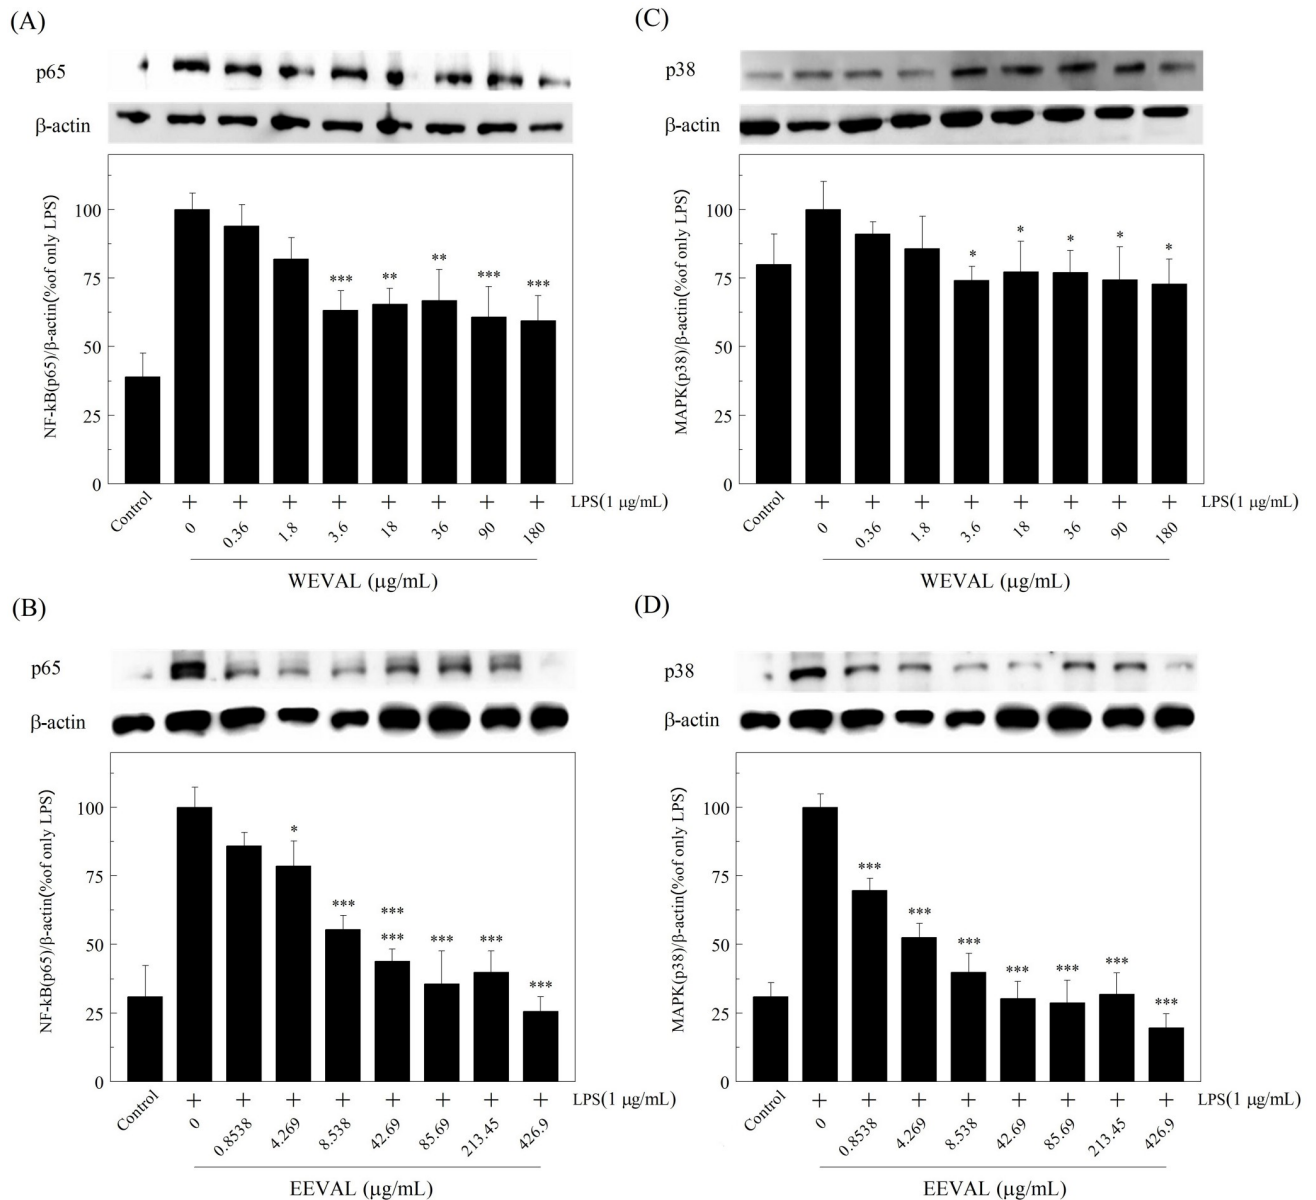 (A)
p65
β-actin
NF-kB(p65)/β-actin(%of only LPS)
100
75
50
25
0
*** ** ** *** ***
Control + + + + + + + + LPS(1 μg/mL)
0 0.36 1.8 3.6 18 36 90 180
WEVAL (μg/mL)
(C)
p38
β-actin
MAPK(p38)/β-actin(%of only LPS)
100
75
50
25
0
* * * * *
Control + + + + + + + + LPS(1 μg/mL)
0 0.36 1.8 3.6 18 36 90 180
WEVAL (μg/mL)
(B)
p65
β-actin
NF-kB(p65)/β-actin(%of only LPS)
100
75
50
25
0
*
***
*** *** *** *** ***
Control + + + + + + + + LPS(1 μg/mL)
0 0.8538 4.269 8.538 42.69 85.69 213.45 426.9
EEVAL (μg/mL)
(D)
p38
β-actin
MAPK(p38)/β-actin(%of only LPS)
100
75
50
25
0
*** *** *** *** *** *** ***
Control + + + + + + + + LPS(1 μg/mL)
0 0.8538 4.269 8.538 42.69 85.69 213.45 426.9
EEVAL (μg/mL)